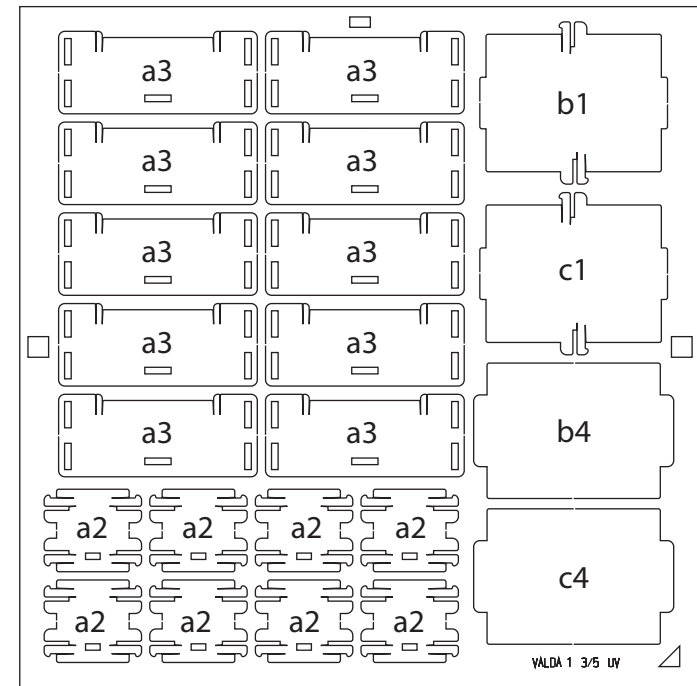 a3 a3 b1
a3 a3
a3 a3 c1
a3 a3
a3 a3 b4
a2 a2 a2 a2
a2 a2 a2 a2 c4
VALDA 1 3/5 UV